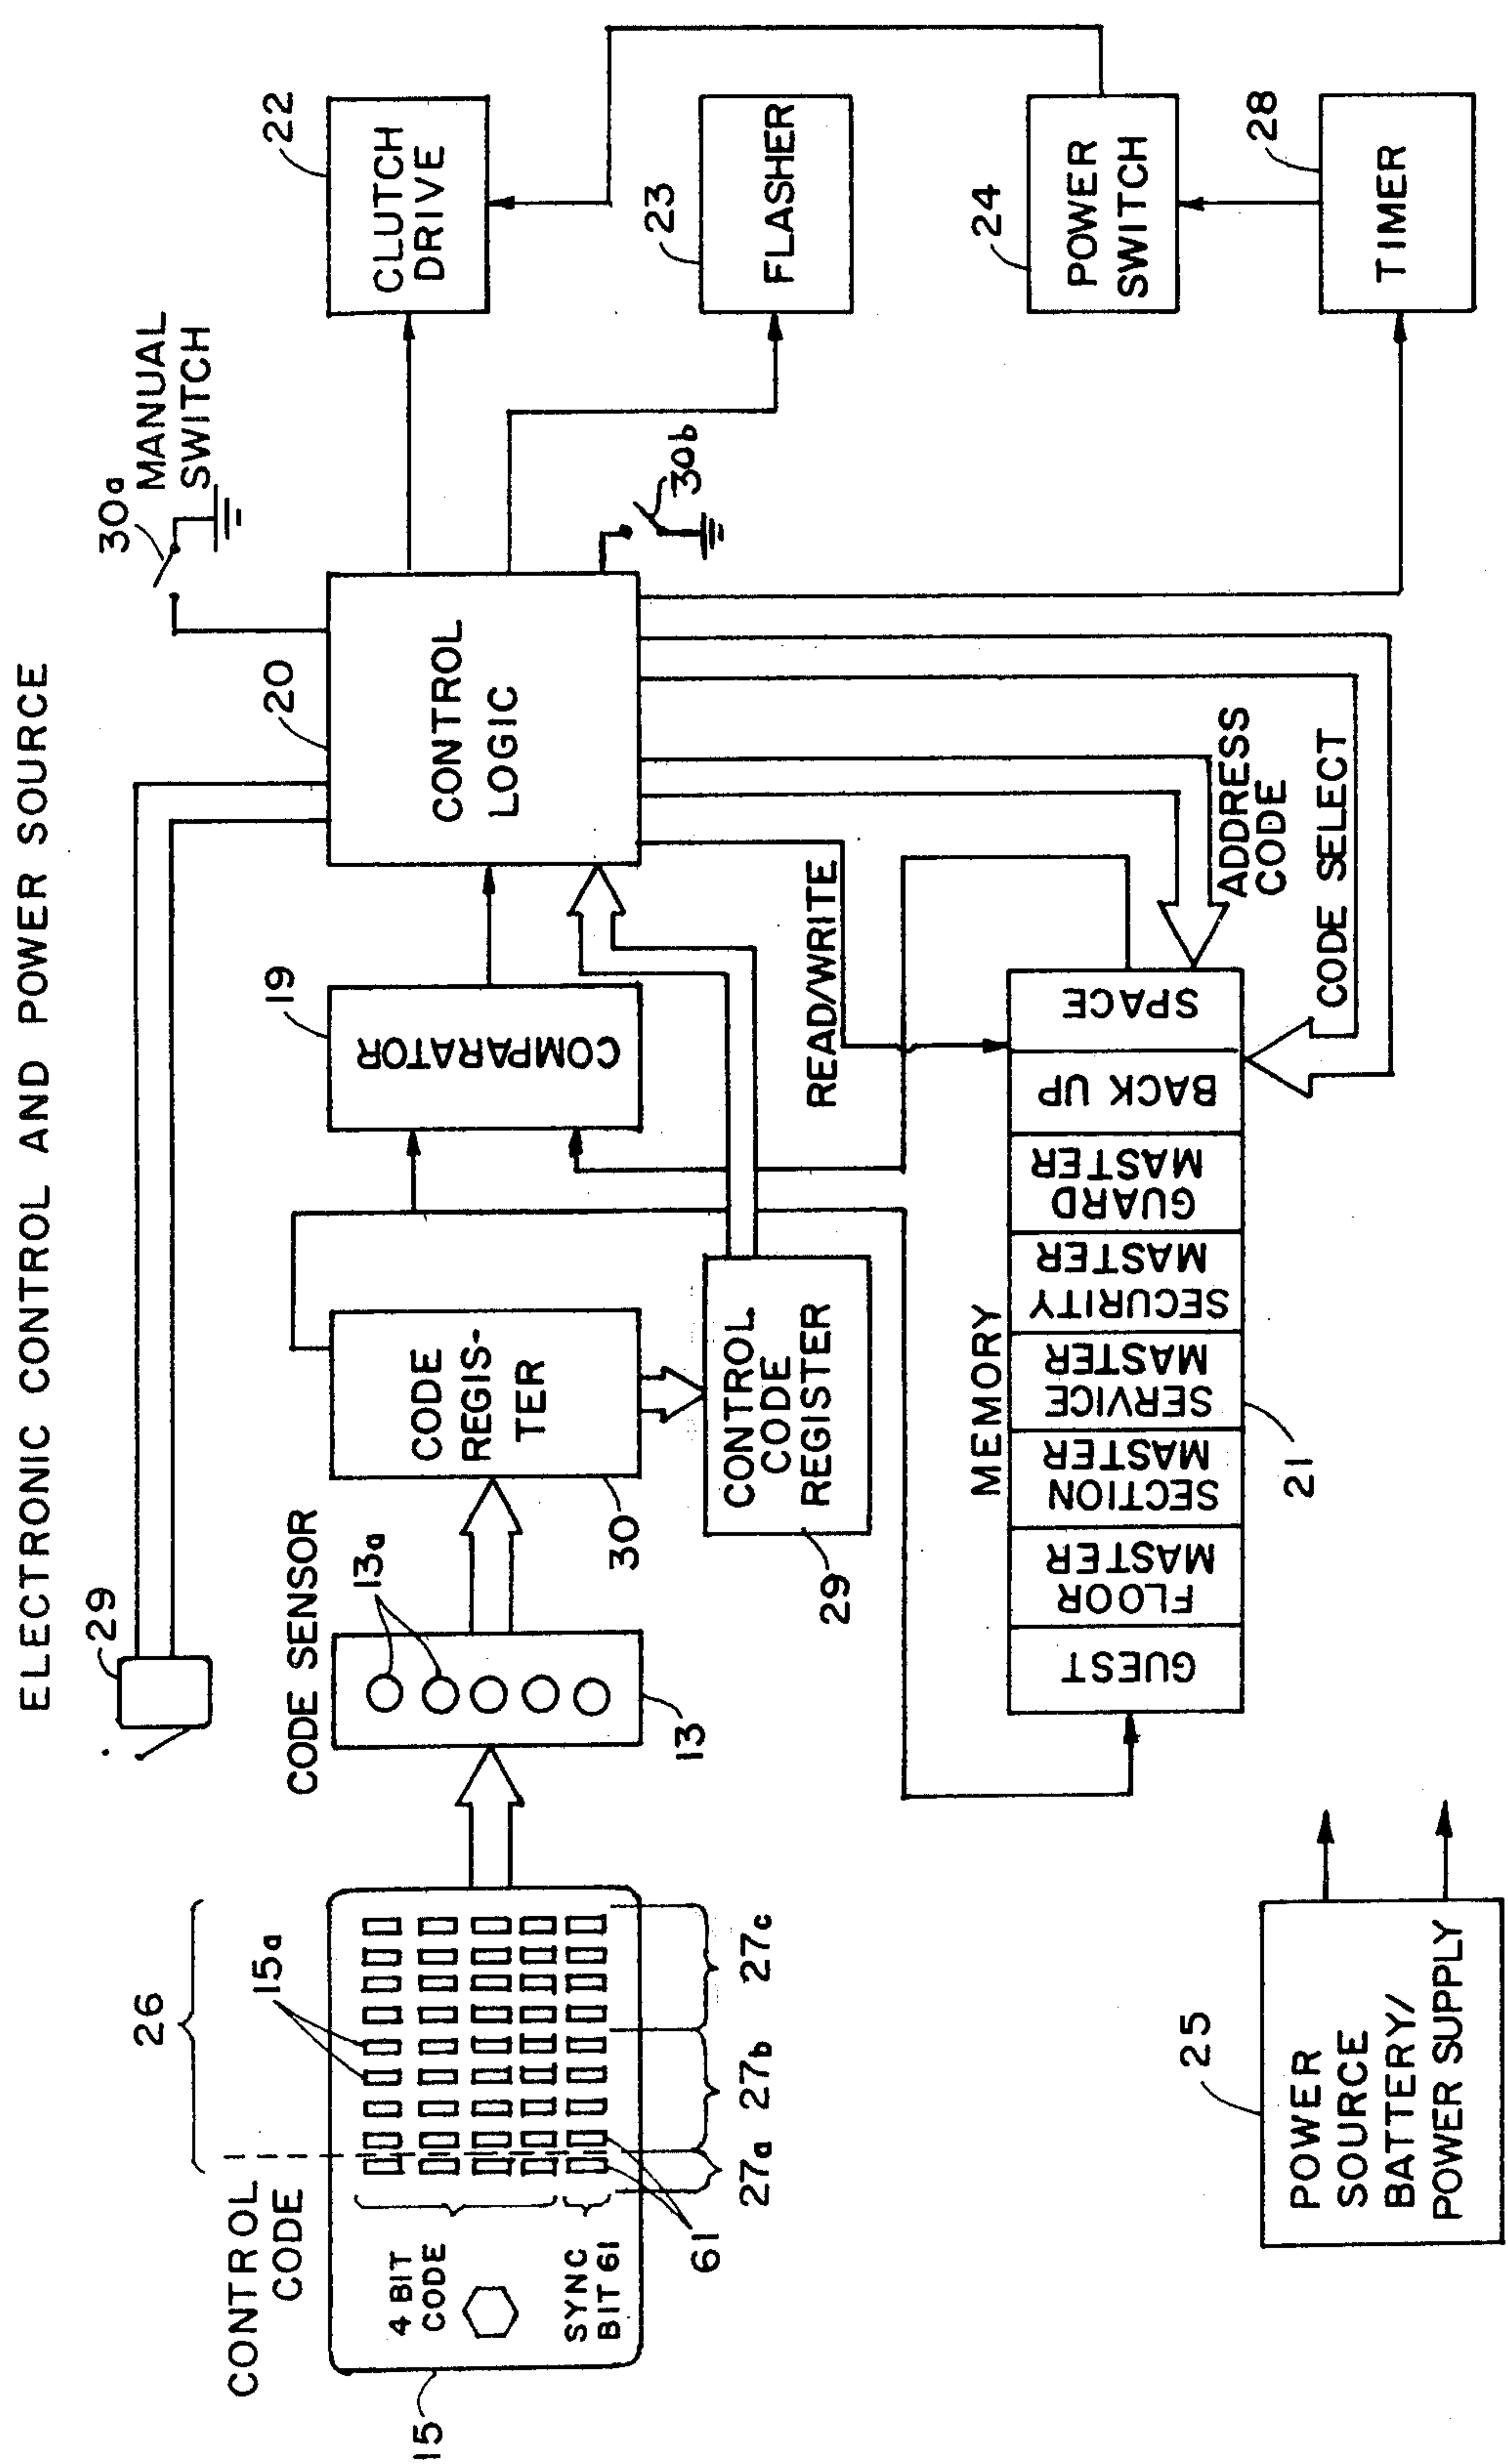 ELECTRONIC CONTROL AND POWER SOURCE
29
30a
MANUAL
SWITCH
26
15a
CONTROL
CODE
4 BIT
CODE
SYNC
BIT 61
15
61
27a
27b
27c
CODE SENSOR
13a
13
CODE
REGIS-
TER
30
CONTROL
CODE
REGISTER
29
19
COMPARATOR
20
CONTROL
LOGIC
30b
22
CLUTCH
DRIVE
23
FLASHER
24
POWER
SWITCH
28
TIMER
READ/WRITE
ADDRESS
CODE
CODE SELECT
MEMORY
GUEST
FLOOR
MASTER
SECTION
MASTER
SERVICE
MASTER
SECURITY
MASTER
GUARD
MASTER
BACK UP
SPACE
21
25
POWER
SOURCE
BATTERY/
POWER SUPPLY